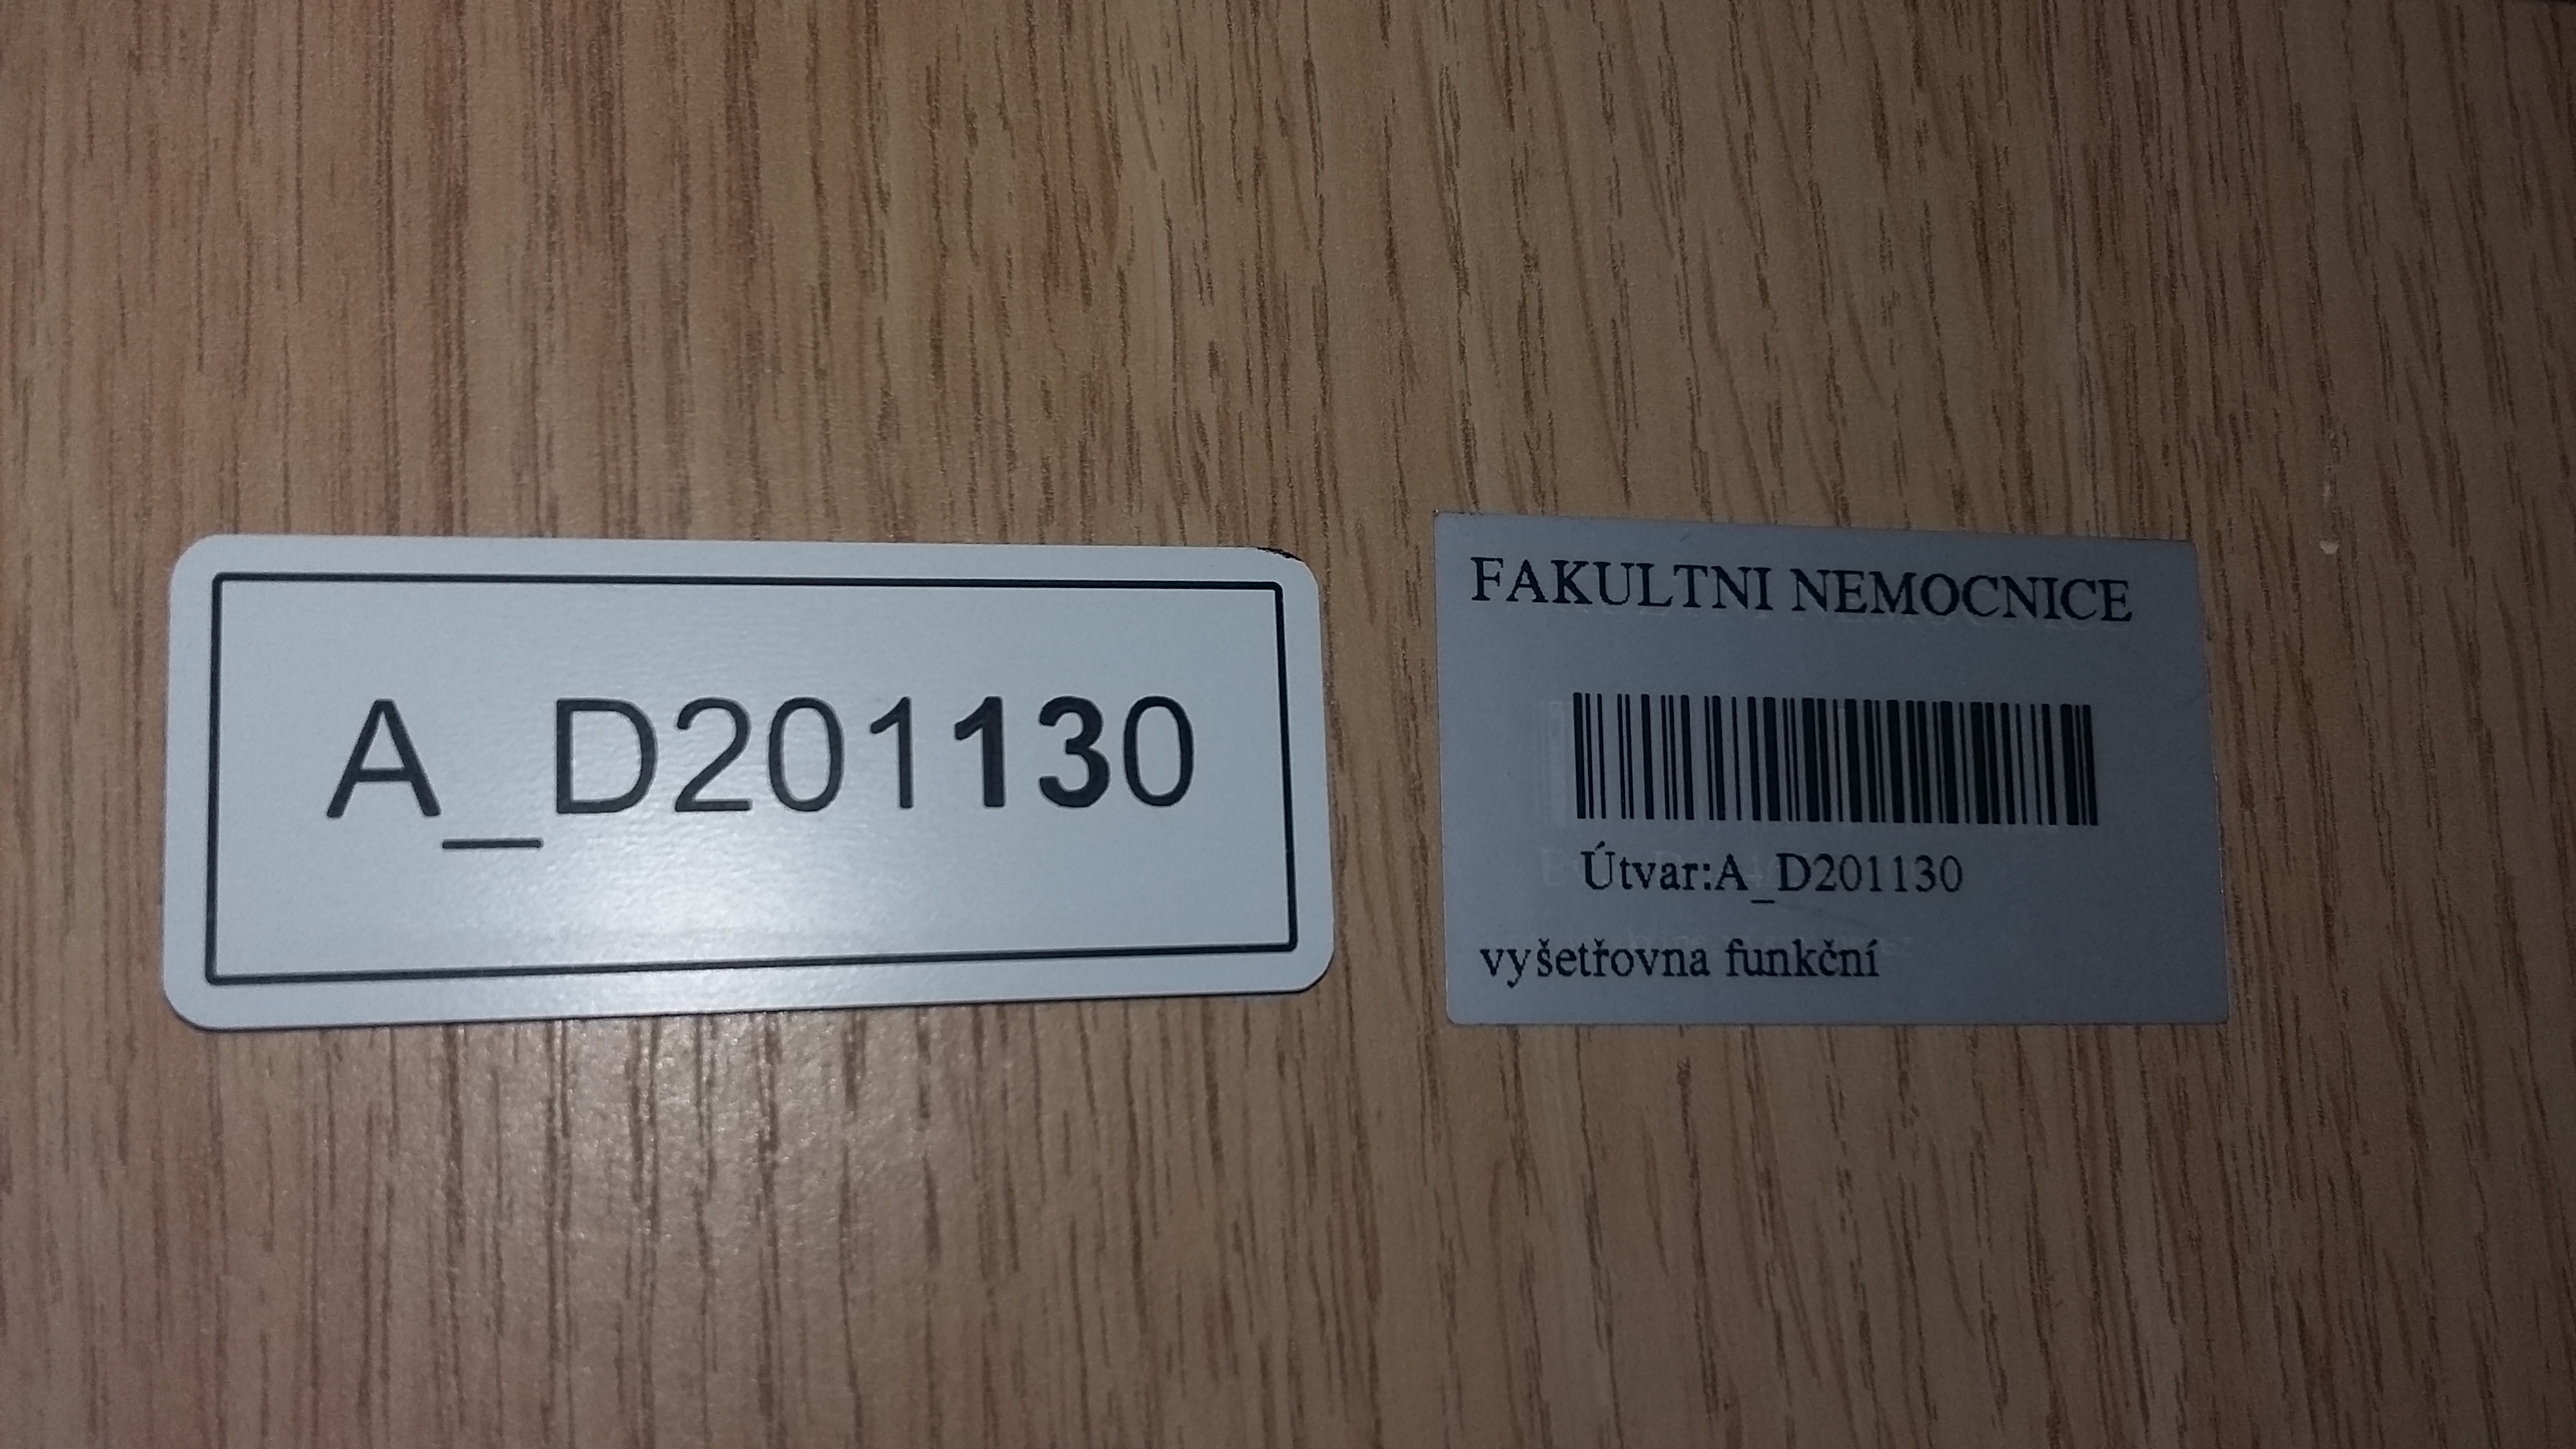 A_D201130
FAKULTNI NEMOCNICE
Útvar:A_D201130
vyšetřovna funkční